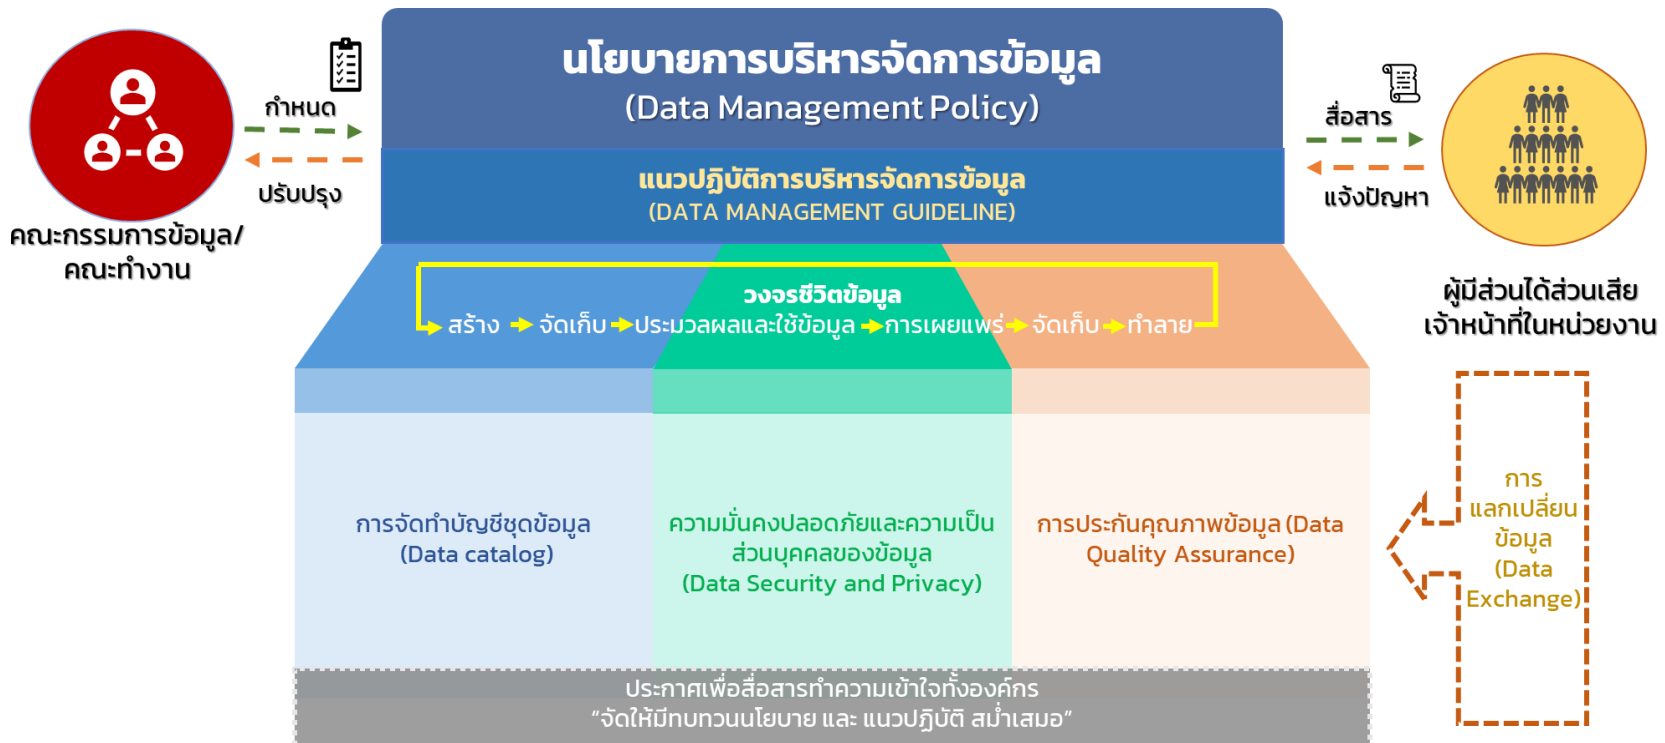 นโยบายการบริหารจัดการข้อมูล
(Data Management Policy)
กำหนด
ปรับปรุง
คณะกรรมการข้อมูล/
คณะทำงาน
สื่อสาร
แจ้งปัญหา
ผู้มีส่วนได้ส่วนเสีย
เจ้าหน้าที่ในหน่วยงาน
แนวปฏิบัติการบริหารจัดการข้อมูล
(DATA MANAGEMENT GUIDELINE)
วงจรชีวิตข้อมูล
สร้าง จัดเก็บ ประมวลผลและใช้ข้อมูล การเผยแพร่ จัดเก็บ ทำลาย
การจัดทำบัญชีชุดข้อมูล
(Data catalog)
ความมั่นคงปลอดภัยและความเป็น
ส่วนบุคคลของข้อมูล
(Data Security and Privacy)
การประกันคุณภาพข้อมูล (Data
Quality Assurance)
การ
แลกเปลี่ยน
ข้อมูล
(Data
Exchange)
ประกาศเพื่อสื่อสารทำความเข้าใจทั้งองค์กร
“จัดให้มีทบทวนนโยบาย และ แนวปฏิบัติ สม่ำเสมอ”